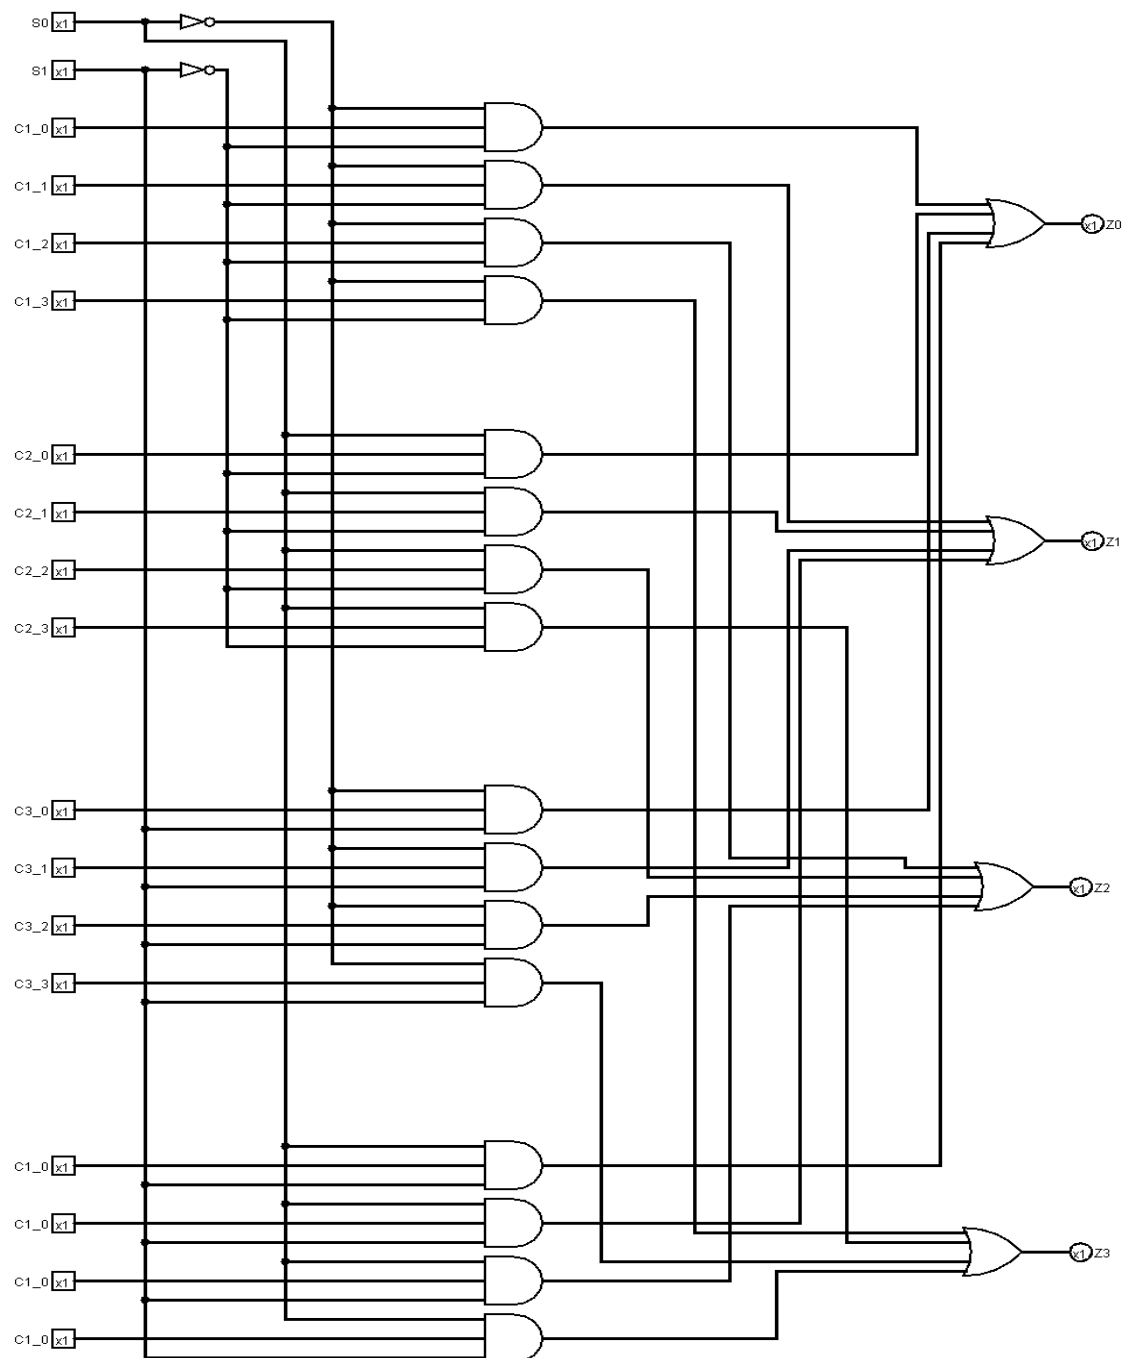 S0 x1
S1 x1
C1_0 x1
C1_1 x1
C1_2 x1
x1 Z0
C1_3 x1
C2_0 x1
C2_1 x1
x1 Z1
C2_2 x1
C2_3 x1
C3_0 x1
C3_1 x1
x1 Z2
C3_2 x1
C3_3 x1
C1_0 x1
C1_0 x1
x1 Z3
C1_0 x1
C1_0 x1